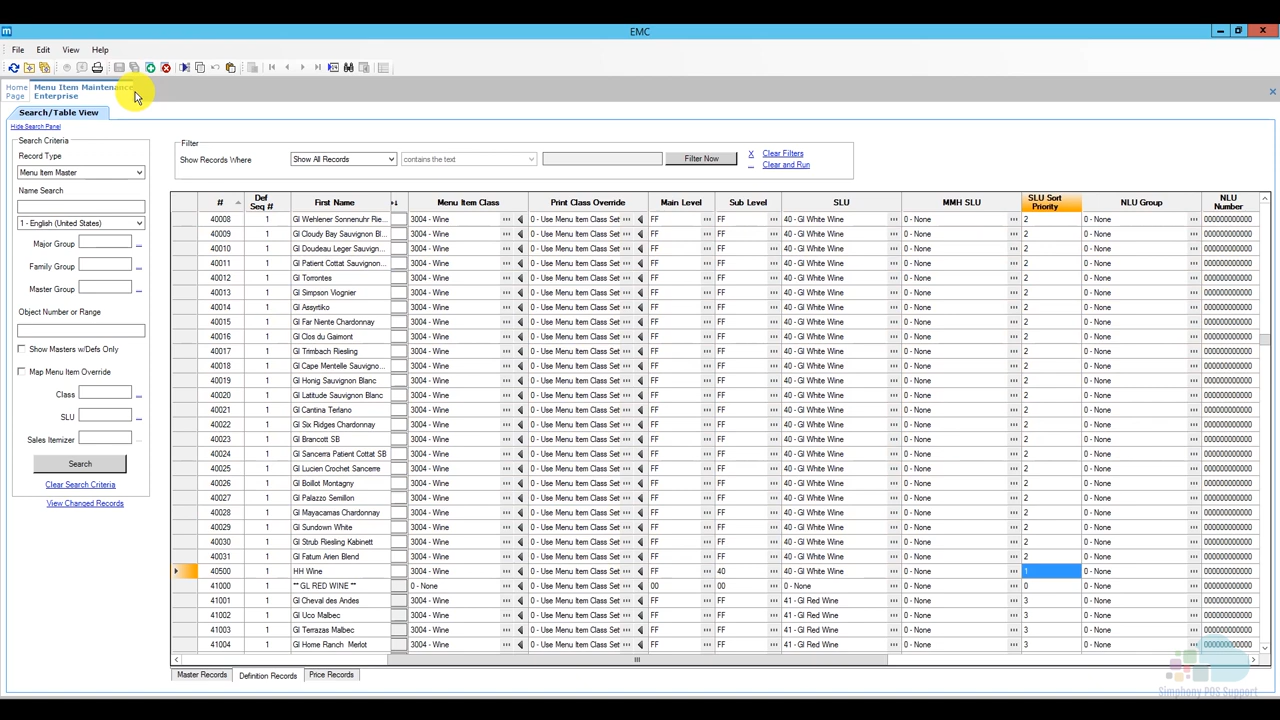 EMC
File Edit View Help
Home Page
Menu Item Maintenance
Enterprise
Search/Table View
Hide Search Panel
Search Criteria
Record Type
Menu Item Master
Name Search
1 - English (United States)
Major Group ...
Family Group ...
Master Group ...
Object Number or Range
Show Masters w/Defs Only
Map Menu Item Override
Class ...
SLU ...
Sales Itemizer ...
Search
Clear Search Criteria
View Changed Records
Filter
Show Records Where Show All Records contains the text Filter Now X Clear Filters
... Clear and Run
# Def Seq # First Name Menu Item Class Print Class Override Main Level Sub Level SLU MMH SLU SLU Sort Priority NLU Group NLU Number
40008 1 Gl Wehlener Sonnenuhr Rie... 3004 - Wine 0 - Use Menu Item Class Set FF FF 40 - Gl White Wine 0 - None 2 0 - None 00000000000
40009 1 Gl Cloudy Bay Sauvignon Bl... 3004 - Wine 0 - Use Menu Item Class Set FF FF 40 - Gl White Wine 0 - None 2 0 - None 00000000000
40010 1 Gl Doudeau Leger Sauvign... 3004 - Wine 0 - Use Menu Item Class Set FF FF 40 - Gl White Wine 0 - None 2 0 - None 00000000000
40011 1 Gl Patient Cottat Sauvignon... 3004 - Wine 0 - Use Menu Item Class Set FF FF 40 - Gl White Wine 0 - None 2 0 - None 00000000000
40012 1 Gl Torrontes 3004 - Wine 0 - Use Menu Item Class Set FF FF 40 - Gl White Wine 0 - None 2 0 - None 00000000000
40013 1 Gl Simpson Viognier 3004 - Wine 0 - Use Menu Item Class Set FF FF 40 - Gl White Wine 0 - None 2 0 - None 00000000000
40014 1 Gl Assyrtiko 3004 - Wine 0 - Use Menu Item Class Set FF FF 40 - Gl White Wine 0 - None 2 0 - None 00000000000
40015 1 Gl Far Niente Chardonnay 3004 - Wine 0 - Use Menu Item Class Set FF FF 40 - Gl White Wine 0 - None 2 0 - None 00000000000
40016 1 Gl Clos du Gaimont 3004 - Wine 0 - Use Menu Item Class Set FF FF 40 - Gl White Wine 0 - None 2 0 - None 00000000000
40017 1 Gl Trimbach Riesling 3004 - Wine 0 - Use Menu Item Class Set FF FF 40 - Gl White Wine 0 - None 2 0 - None 00000000000
40018 1 Gl Cape Mentelle Sauvignon... 3004 - Wine 0 - Use Menu Item Class Set FF FF 40 - Gl White Wine 0 - None 2 0 - None 00000000000
40019 1 Gl Honig Sauvignon Blanc 3004 - Wine 0 - Use Menu Item Class Set FF FF 40 - Gl White Wine 0 - None 2 0 - None 00000000000
40020 1 Gl Latitude Sauvignon Blanc 3004 - Wine 0 - Use Menu Item Class Set FF FF 40 - Gl White Wine 0 - None 2 0 - None 00000000000
40021 1 Gl Cantina Terlano 3004 - Wine 0 - Use Menu Item Class Set FF FF 40 - Gl White Wine 0 - None 2 0 - None 00000000000
40022 1 Gl Six Ridges Chardonnay 3004 - Wine 0 - Use Menu Item Class Set FF FF 40 - Gl White Wine 0 - None 2 0 - None 00000000000
40023 1 Gl Brancott SB 3004 - Wine 0 - Use Menu Item Class Set FF FF 40 - Gl White Wine 0 - None 2 0 - None 00000000000
40024 1 Gl Sancerra Patient Cottat SB 3004 - Wine 0 - Use Menu Item Class Set FF FF 40 - Gl White Wine 0 - None 2 0 - None 00000000000
40025 1 Gl Lucien Crochet Sancerre 3004 - Wine 0 - Use Menu Item Class Set FF FF 40 - Gl White Wine 0 - None 2 0 - None 00000000000
40026 1 Gl Boillot Montagny 3004 - Wine 0 - Use Menu Item Class Set FF FF 40 - Gl White Wine 0 - None 2 0 - None 00000000000
40027 1 Gl Palazzo Semillon 3004 - Wine 0 - Use Menu Item Class Set FF FF 40 - Gl White Wine 0 - None 2 0 - None 00000000000
40028 1 Gl Mayacamas Chardonnay 3004 - Wine 0 - Use Menu Item Class Set FF FF 40 - Gl White Wine 0 - None 2 0 - None 00000000000
40029 1 Gl Sundown White 3004 - Wine 0 - Use Menu Item Class Set FF FF 40 - Gl White Wine 0 - None 2 0 - None 00000000000
40030 1 Gl Strub Riesling Kabinett 3004 - Wine 0 - Use Menu Item Class Set FF FF 40 - Gl White Wine 0 - None 2 0 - None 00000000000
40031 1 Gl Fatum Arien Blend 3004 - Wine 0 - Use Menu Item Class Set FF FF 40 - Gl White Wine 0 - None 2 0 - None 00000000000
40500 1 HH Wine 3004 - Wine 0 - Use Menu Item Class Set FF 40 40 - Gl White Wine 0 - None 1 0 - None 00000000000
41000 1 ** GL RED WINE ** 0 - None 0 - Use Menu Item Class Set 00 00 0 - None 0 - None 0 0 - None 00000000000
41001 1 Gl Cheval des Andes 3004 - Wine 0 - Use Menu Item Class Set FF FF 41 - Gl Red Wine 0 - None 3 0 - None 00000000000
41002 1 Gl Uco Malbec 3004 - Wine 0 - Use Menu Item Class Set FF FF 41 - Gl Red Wine 0 - None 3 0 - None 00000000000
41003 1 Gl Terrazas Malbec 3004 - Wine 0 - Use Menu Item Class Set FF FF 41 - Gl Red Wine 0 - None 3 0 - None 00000000000
41004 1 Gl Home Ranch Merlot 3004 - Wine 0 - Use Menu Item Class Set FF FF 41 - Gl Red Wine 0 - None 3 0 - None 00000000000
Master Records Definition Records Price Records
Simphony POS Support